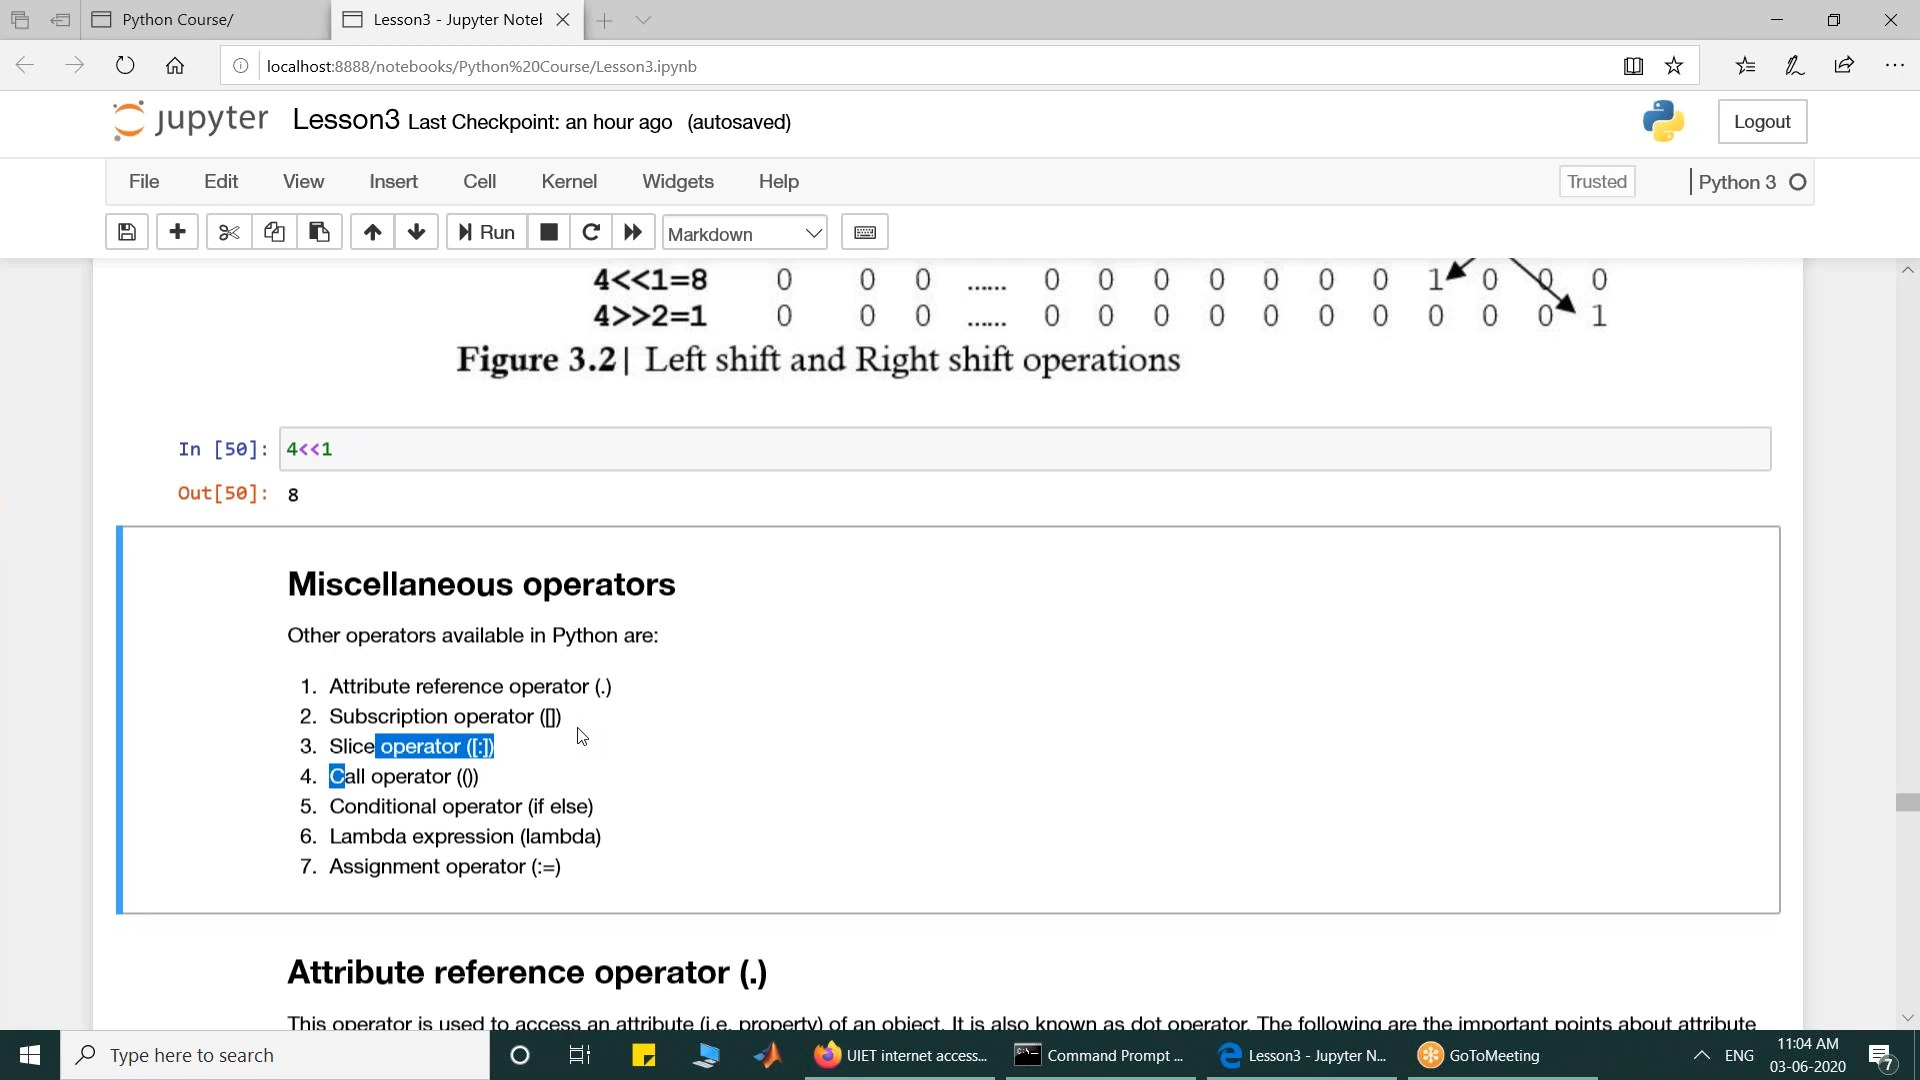 Python Course/
Lesson3 - Jupyter Notel
localhost:8888/notebooks/Python%20Course/Lesson3.ipynb
jupyter Lesson3 Last Checkpoint: an hour ago (autosaved)
Logout
File Edit View Insert Cell Kernel Widgets Help
Trusted
Python 3
Run
Markdown
4<<1=8 0 0 0 ...... 0 0 0 0 0 0 0 1 0 0 0
4>>2=1 0 0 0 ...... 0 0 0 0 0 0 0 0 0 0 1
Figure 3.2| Left shift and Right shift operations
In [50]: 4<<1
Out[50]: 8
Miscellaneous operators
Other operators available in Python are:
1. Attribute reference operator (.)
2. Subscription operator ([])
3. Slice operator ([:])
4. Call operator (())
5. Conditional operator (if else)
6. Lambda expression (lambda)
7. Assignment operator (:=)
Attribute reference operator (.)
This operator is used to access an attribute (i.e. property) of an object. It is also known as dot operator. The following are the important points about attribute
Type here to search
UIET internet access...
Command Prompt ...
Lesson3 - Jupyter N...
GoToMeeting
ENG
11:04 AM
03-06-2020
7